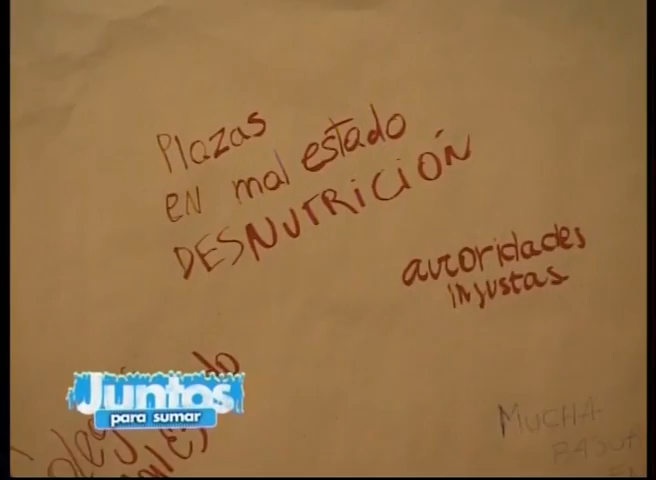 Plazas
EN mal estado
DESNUTRICIÓN
autoridades
injustas
Juntos
para sumar
MUCHA